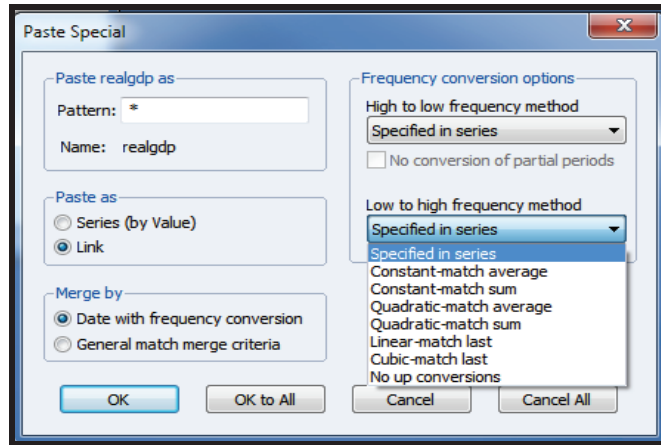 Paste Special
Paste realgdp as
Pattern: *
Name: realgdp
Paste as
Series (by Value)
Link
Merge by
Date with frequency conversion
General match merge criteria
Frequency conversion options
High to low frequency method
Specified in series
No conversion of partial periods
Low to high frequency method
Specified in series
Specified in series
Constant-match average
Constant-match sum
Quadratic-match average
Quadratic-match sum
Linear-match last
Cubic-match last
No up conversions
OK
OK to All
Cancel
Cancel All